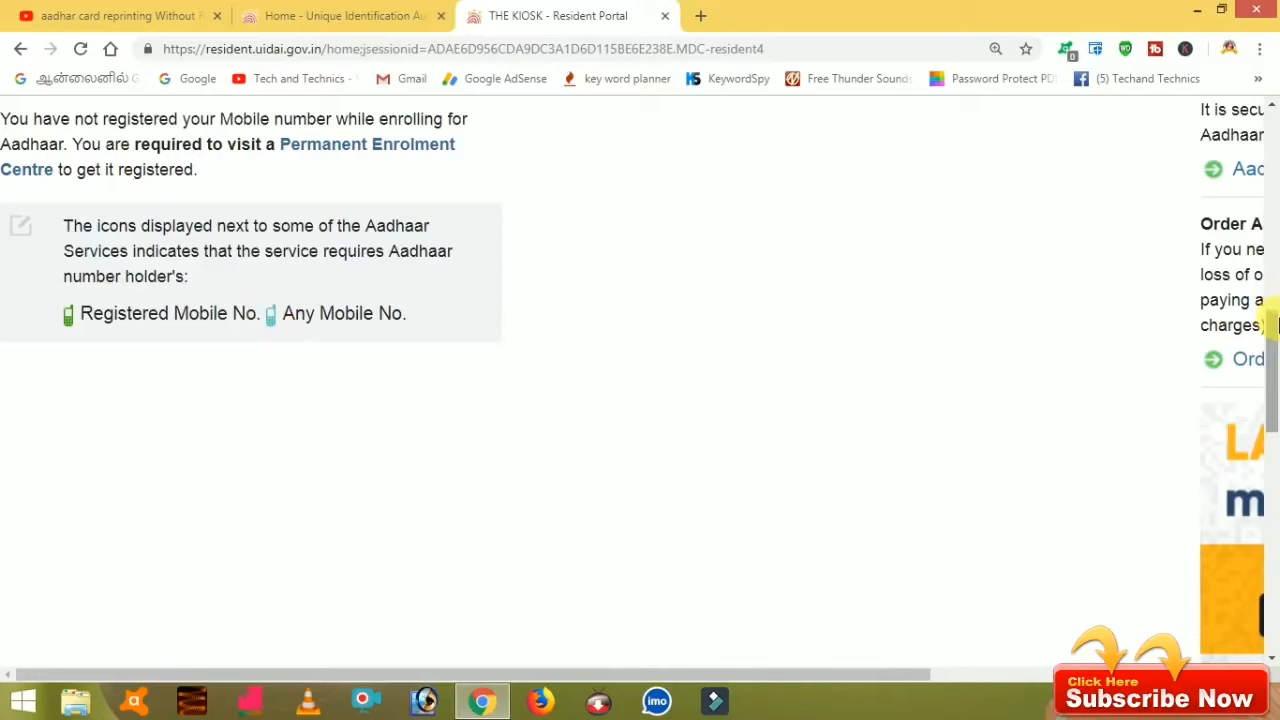 aadhar card reprinting Without
Home - Unique Identification Au
THE KIOSK - Resident Portal
https://resident.uidai.gov.in/home;jsessionid=ADAE6D956CDA9DC3A1D6D115BE6E238E.MDC-resident4
ஆன்லைனில்
Google
Tech and Technics -
Gmail
Google AdSense
key word planner
KeywordSpy
Free Thunder Sound
Password Protect PD
(5) Techand Technics
»
You have not registered your Mobile number while enrolling for
Aadhaar. You are required to visit a Permanent Enrolment
Centre to get it registered.
The icons displayed next to some of the Aadhaar
Services indicates that the service requires Aadhaar
number holder's:
Registered Mobile No. Any Mobile No.
It is secu
Aadhaar
Aad
Order A
If you ne
loss of o
paying a
charges)
Ord
LA
m
imo
Click Here
Subscribe Now